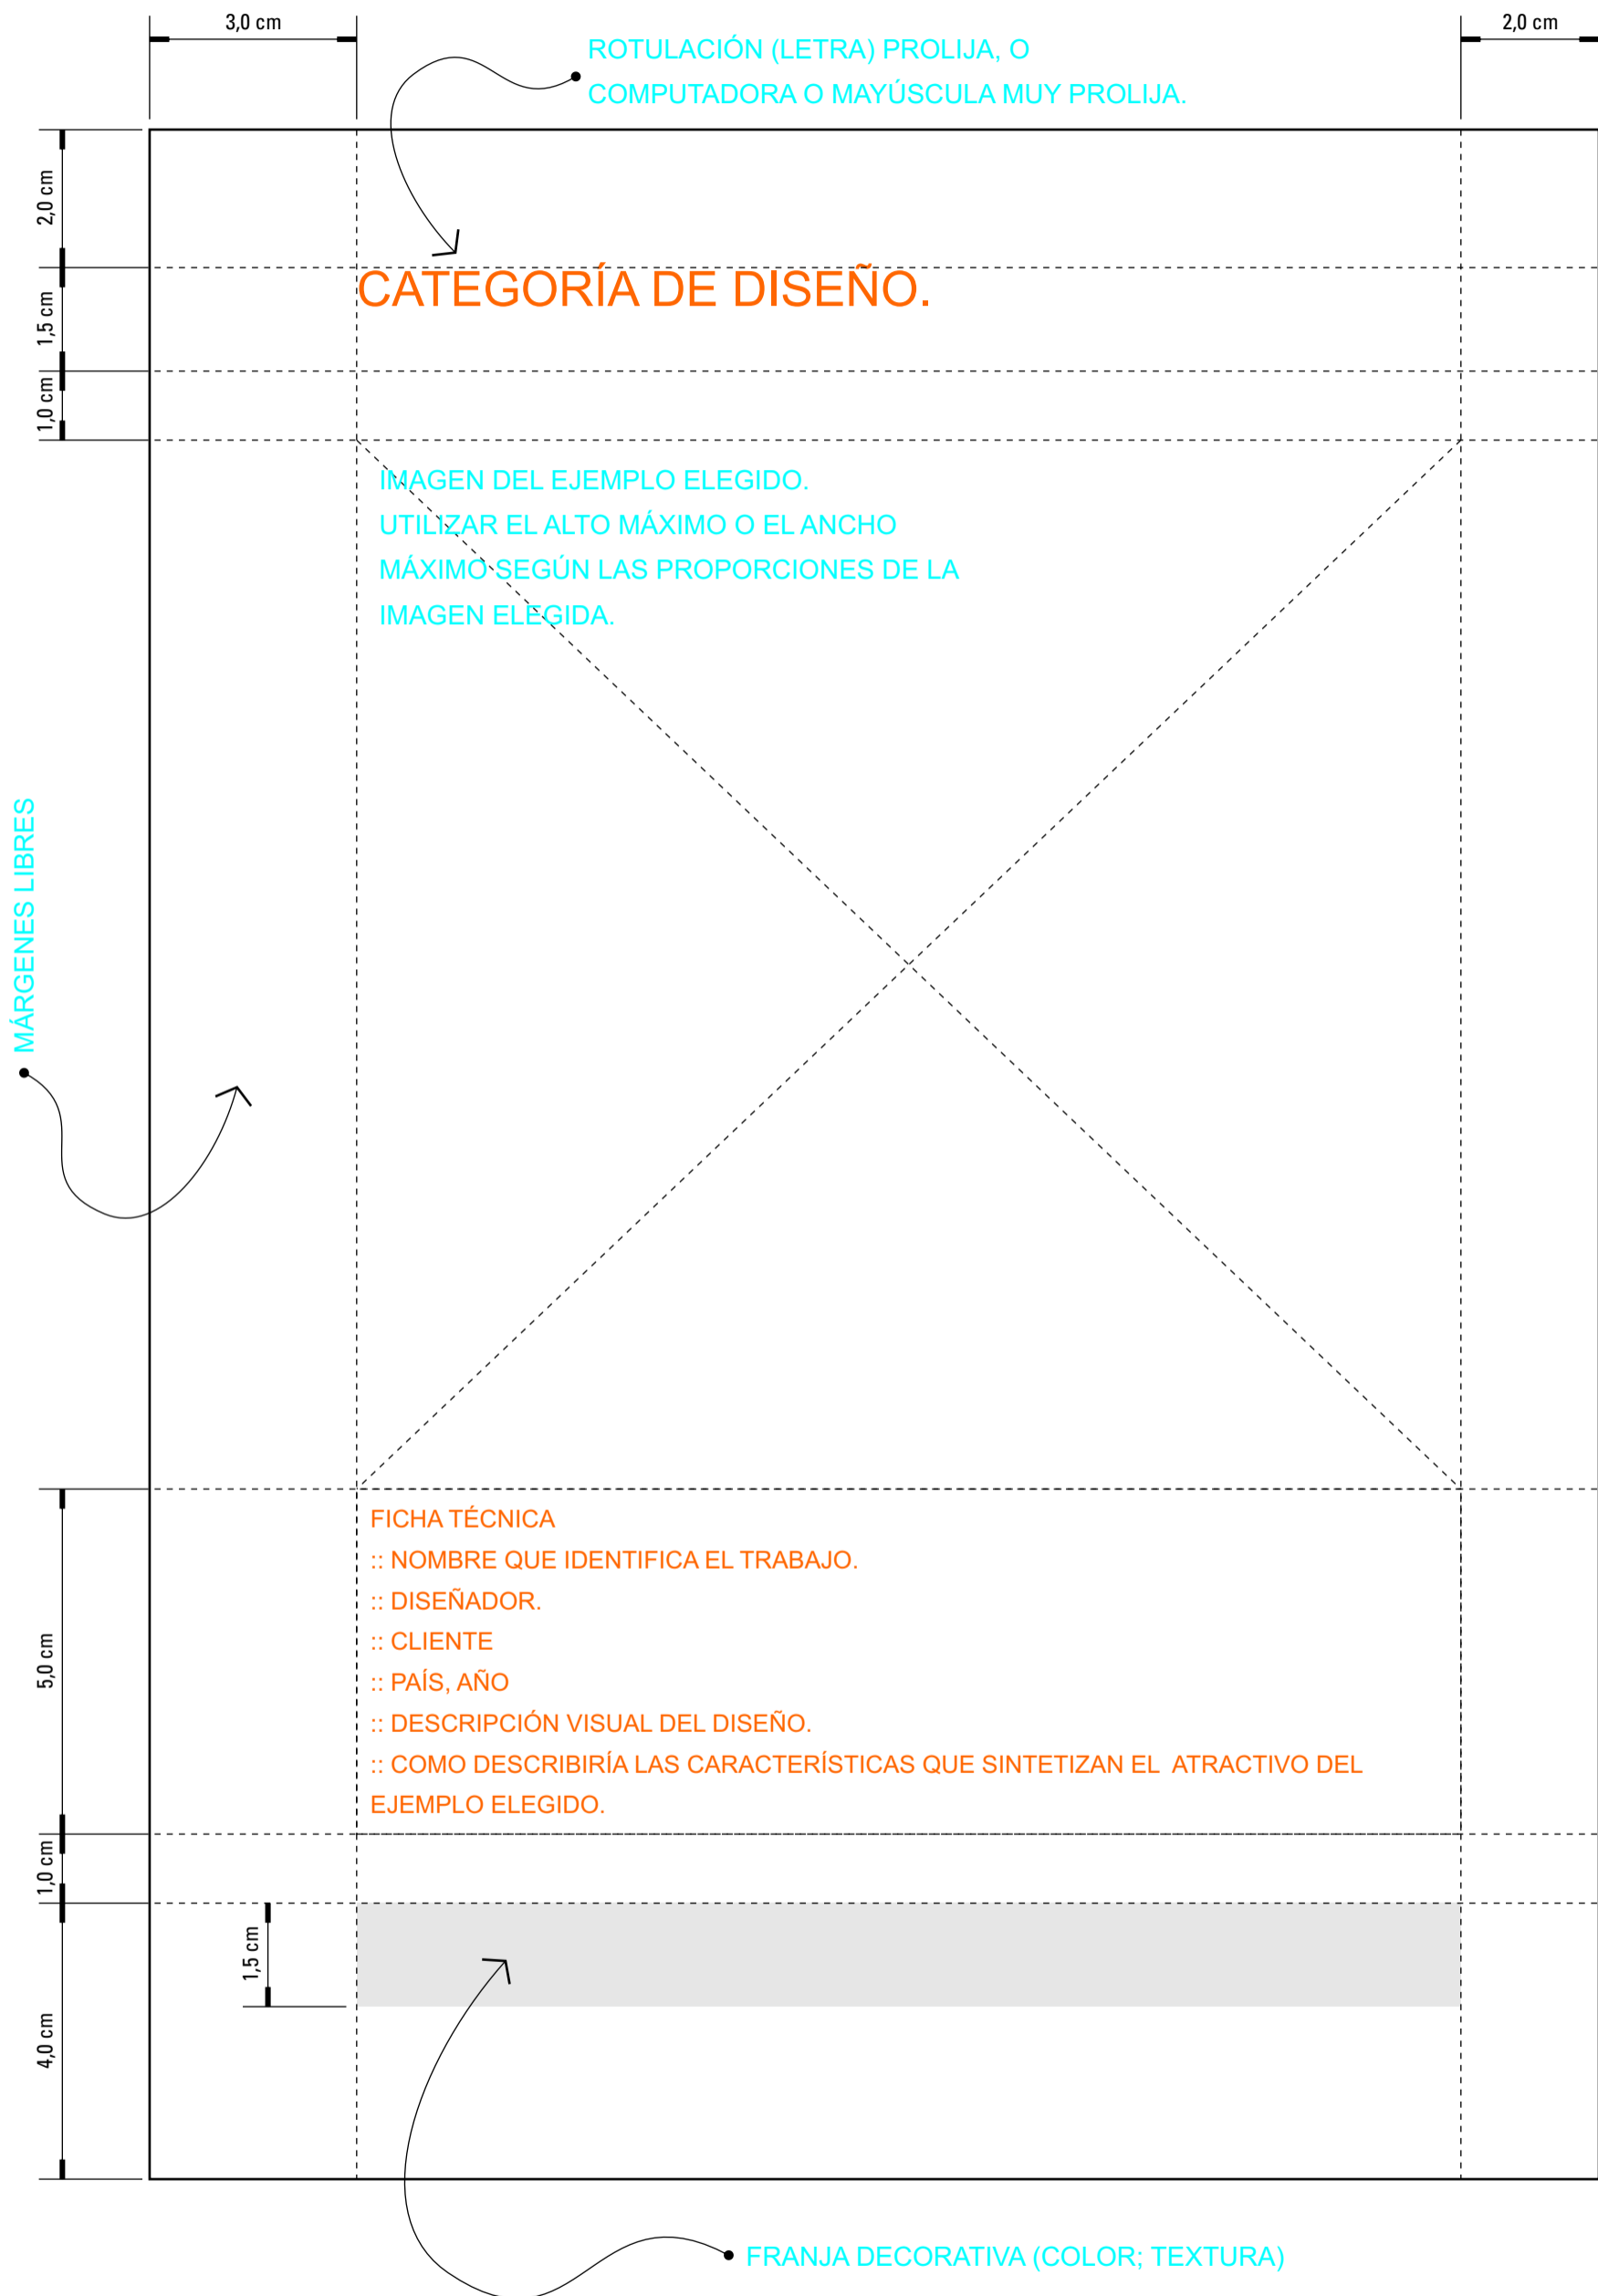 3,0 cm
2,0 cm
ROTULACIÓN (LETRA) PROLIJA, O
COMPUTADORA O MAYÚSCULA MUY PROLIJA.
2,0 cm
CATEGORÍA DE DISEÑO.
1,5 cm
1,0 cm
IMAGEN DEL EJEMPLO ELEGIDO.
UTILIZAR EL ALTO MÁXIMO O EL ANCHO
MÁXIMO SEGÚN LAS PROPORCIONES DE LA
IMAGEN ELEGIDA.
MÁRGENES LIBRES
FICHA TÉCNICA
:: NOMBRE QUE IDENTIFICA EL TRABAJO.
:: DISEÑADOR.
:: CLIENTE
:: PAÍS, AÑO
:: DESCRIPCIÓN VISUAL DEL DISEÑO.
:: COMO DESCRIBIRÍA LAS CARACTERÍSTICAS QUE SINTETIZAN EL  ATRACTIVO DEL
EJEMPLO ELEGIDO.
5,0 cm
1,0 cm
1,5 cm
4,0 cm
FRANJA DECORATIVA (COLOR; TEXTURA)